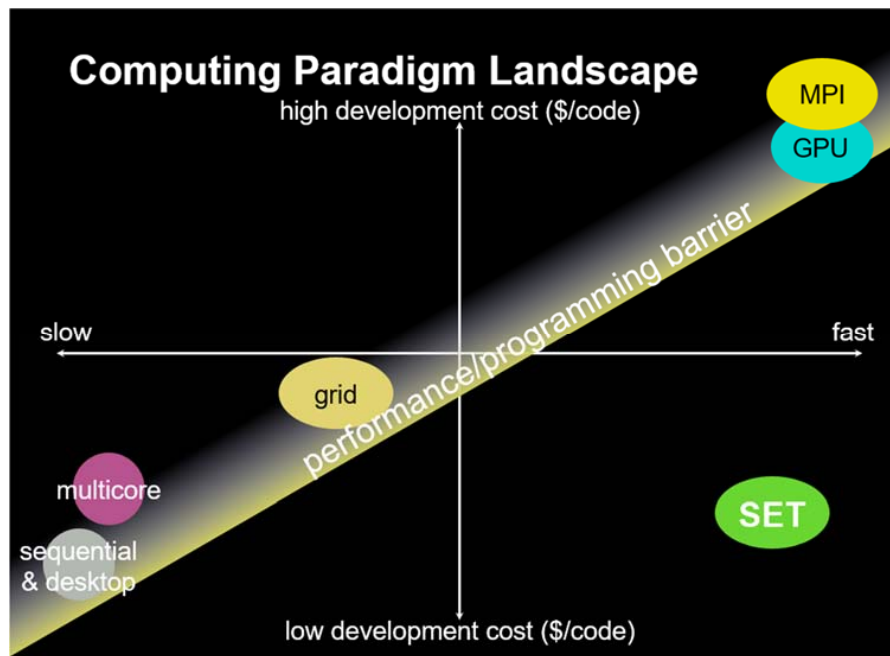 Computing Paradigm Landscape
high development cost ($/code)
MPI
GPU
performance/programming barrier
slow
fast
grid
multicore
SET
sequential
& desktop
low development cost ($/code)